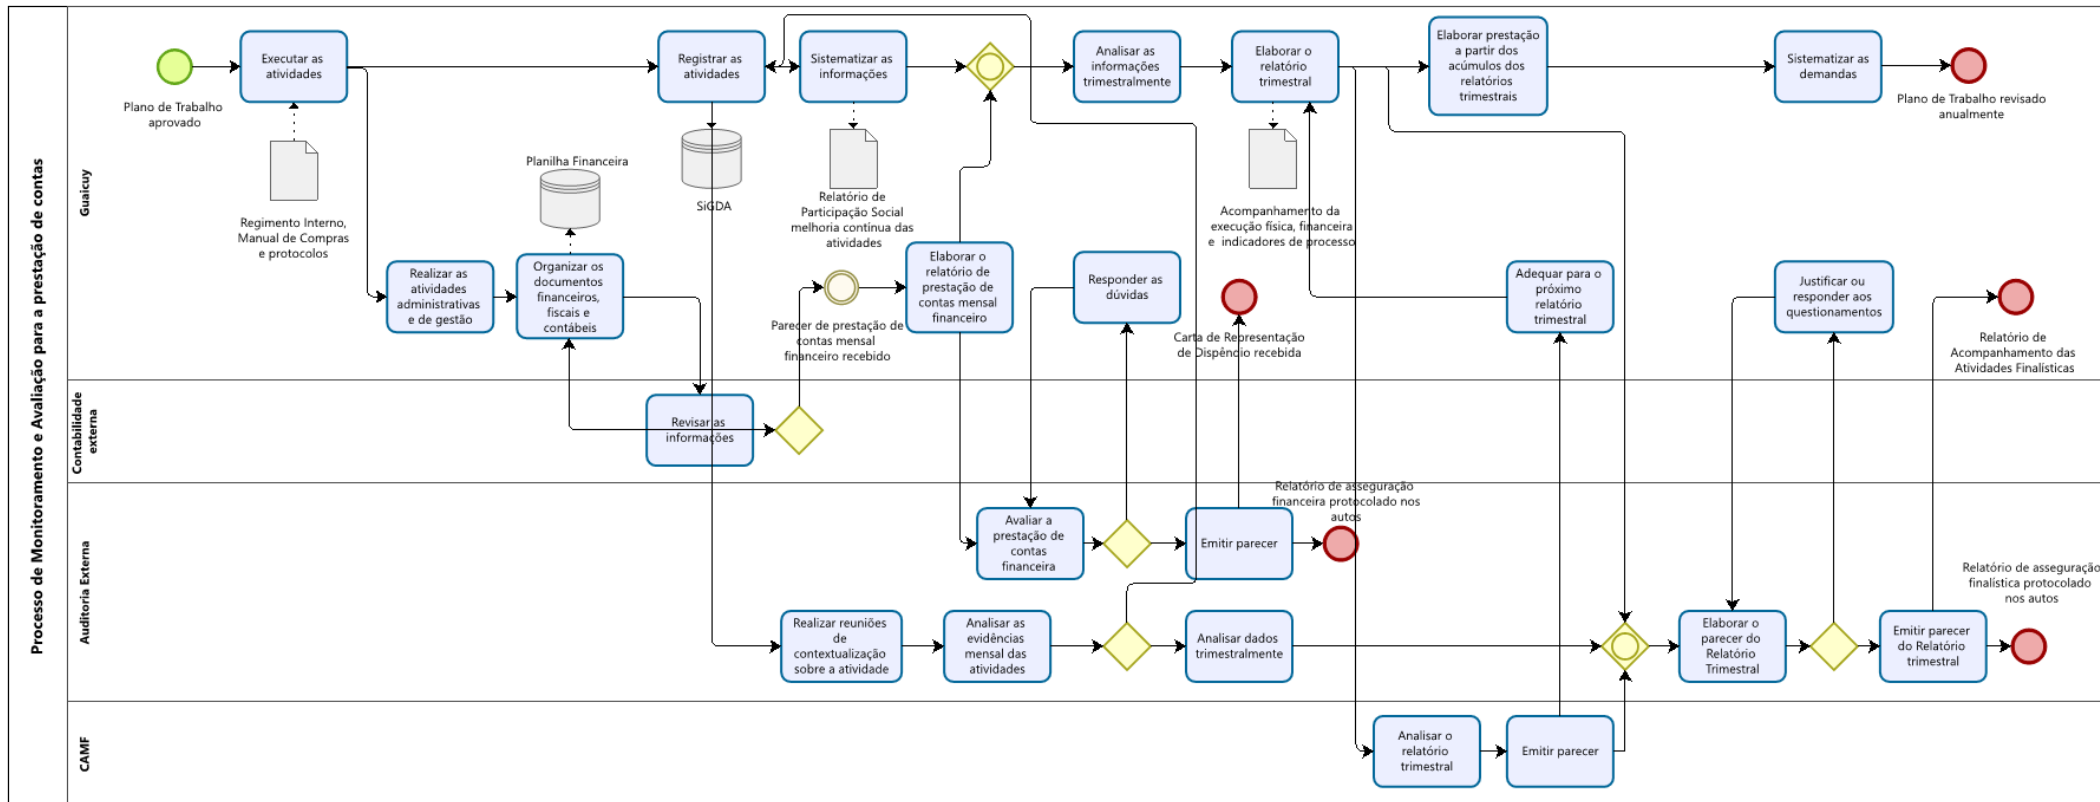 Processo de Monitoramento e Avaliação para a prestação de contas
Guaicuy
Plano de Trabalho
aprovado
Executar as
atividades
Regimento Interno,
Manual de Compras
e protocolos
Realizar as
atividades
administrativas
e de gestão
Planilha Financeira
Organizar os
documentos
financeiros,
fiscais e
contábeis
Registrar as
atividades
SiGDA
Sistematizar as
informações
Relatório de
Participação Social
melhoria continua das
atividades
Parecer de prestação de
contas mensal
financeiro recebido
Elaborar o
relatório de
prestação de
contas mensal
financeiro
Analisar as
informações
trimestralmente
Responder as
dúvidas
Elaborar o
relatório
trimestral
Acompanhamento da
execução física, financeira
e indicadores de processo
Carta de Representação
de Dispêndio recebida
Elaborar prestação
a partir dos
acúmulos dos
relatórios
trimestrais
Adequar para o
próximo
relatório
trimestral
Sistematizar as
demandas
Plano de Trabalho revisado
anualmente
Justificar ou
responder aos
questionamentos
Relatório de
Acompanhamento das
Atividades Finalísticas
Contabilidade
externa
Revisar as
informações
Auditoria Externa
Avaliar a
prestação de
contas
financeira
Emitir parecer
Relatório de asseguração
financeira protocolado nos
autos
Realizar reuniões
de
contextualização
sobre a atividade
Analisar as
evidências
mensal das
atividades
Analisar dados
trimestralmente
Elaborar o
parecer do
Relatório
Trimestral
Emitir parecer
do Relatório
trimestral
Relatório de asseguração
finalística protocolado
nos autos
CAMF
Analisar o
relatório
trimestral
Emitir parecer